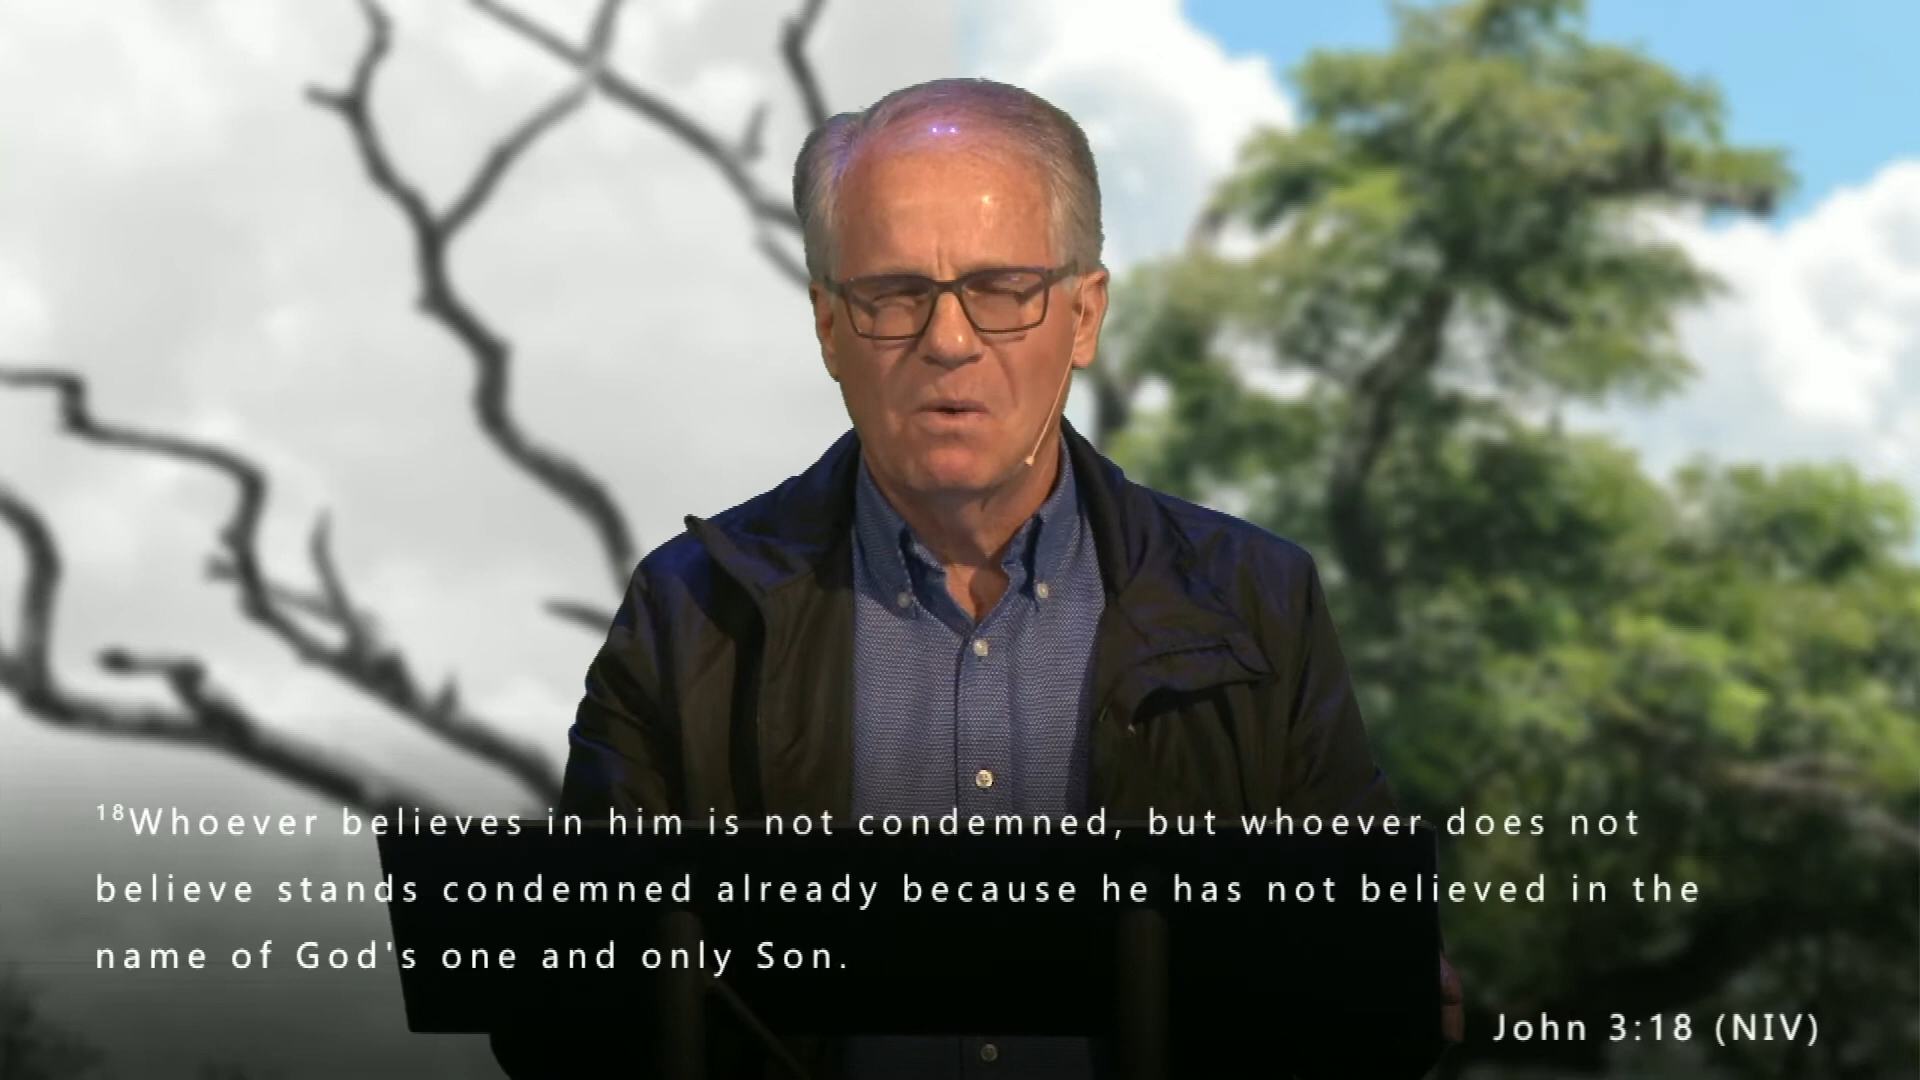 18Whoever believes in him is not condemned, but whoever does not
believe stands condemned already because he has not believed in the
name of God's one and only Son.
John 3:18 (NIV)